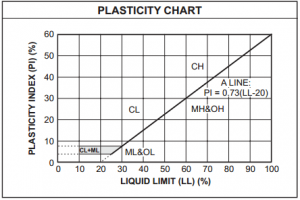 PLASTICITY CHART
PLASTICITY INDEX (PI) (%)
60
50
40
30
20
10
0
CH
A LINE:
PI = 0,73(LL-20)
CL
MH&OH
CL+ML
ML&OL
0 10 20 30 40 50 60 70 80 90 100
LIQUID LIMIT (LL) (%)